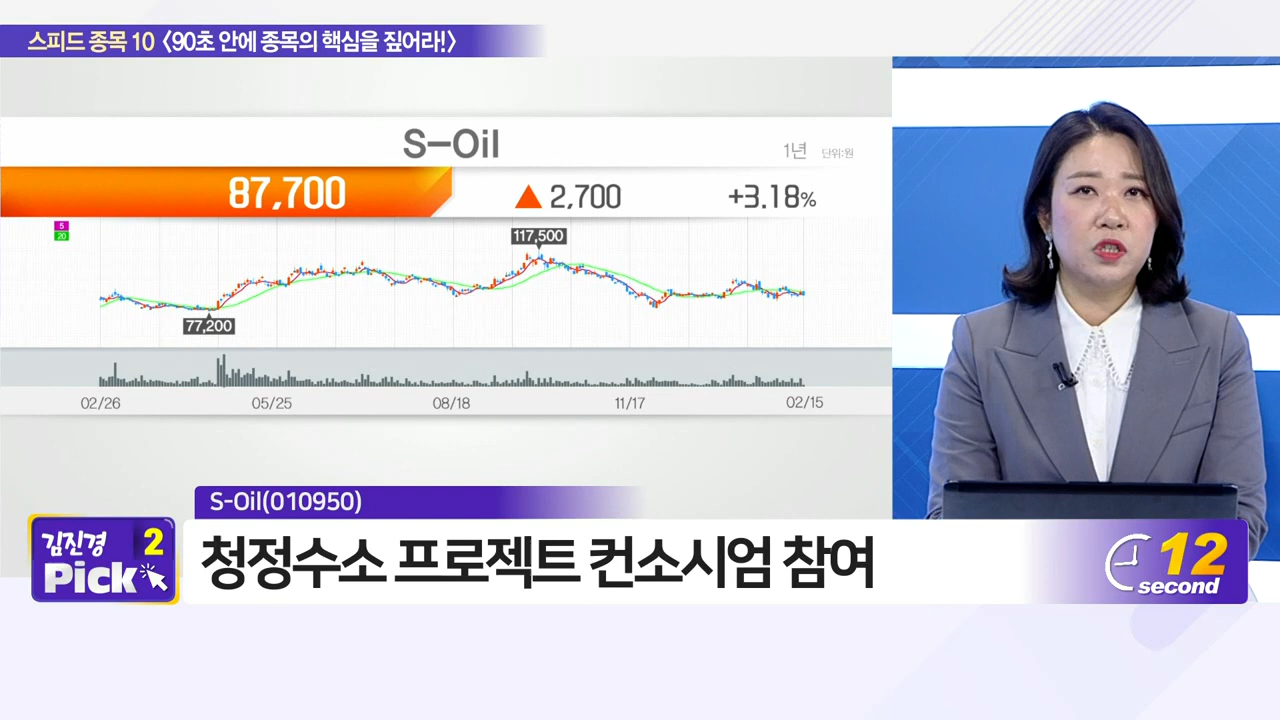 스피드 종목 10 <90초 안에 종목의 핵심을 짚어라!>
S-Oil
1년 단위:원
87,700 ▲ 2,700 +3.18%
5
20
117,500
77,200
02/26 05/25 08/18 11/17 02/15
S-Oil(010950)
김진경 2
Pick
청정수소 프로젝트 컨소시엄 참여
12
second